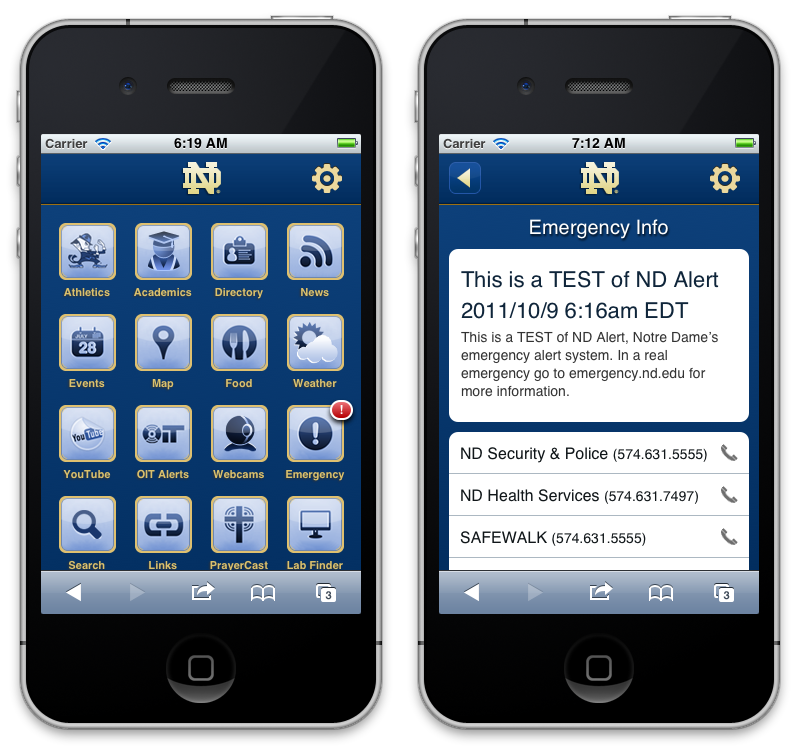 Carrier 6:19 AM
ND
Athletics Academics Directory News
JULY
28
Events Map Food Weather
YouTube
OIT
!
!
YouTube OIT Alerts Webcams Emergency
Search Links PrayerCast Lab Finder
3
Carrier 7:12 AM
ND
Emergency Info
This is a TEST of ND Alert
2011/10/9 6:16am EDT
This is a TEST of ND Alert, Notre Dame's
emergency alert system. In a real
emergency go to emergency.nd.edu for
more information.
ND Security & Police (574.631.5555)
ND Health Services (574.631.7497)
SAFEWALK (574.631.5555)
3